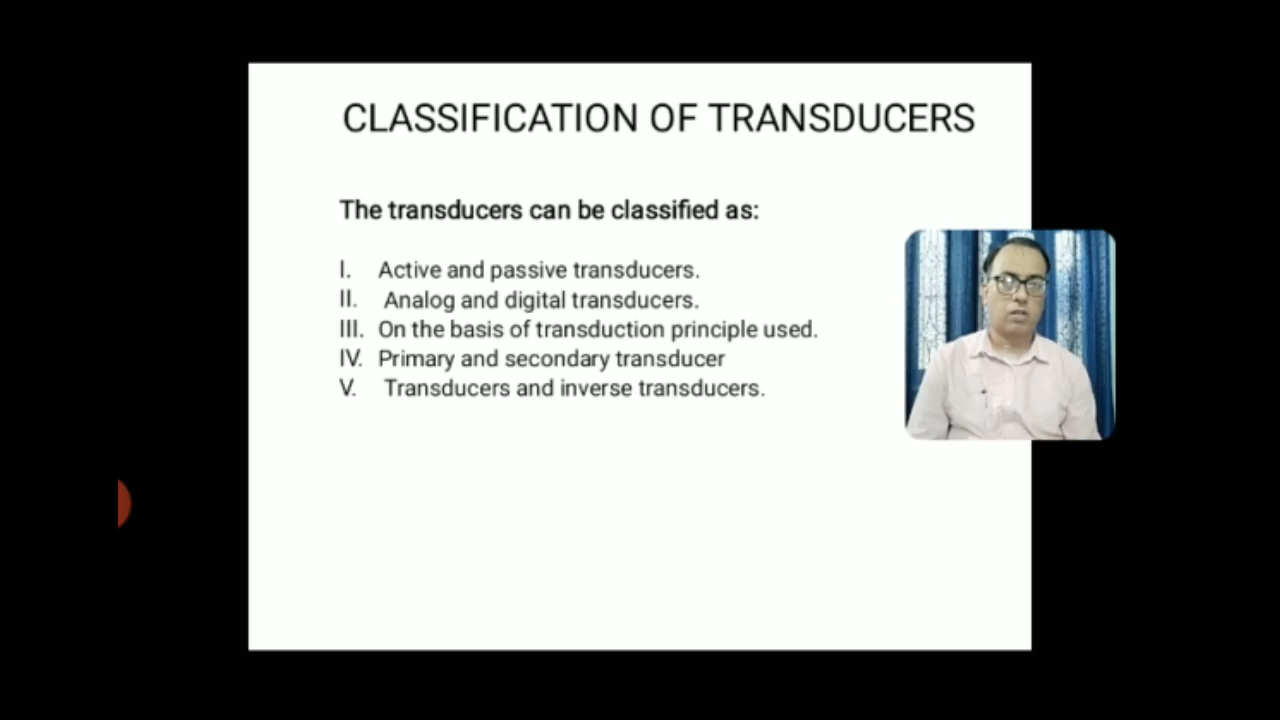 CLASSIFICATION OF TRANSDUCERS
The transducers can be classified as:
I. Active and passive transducers.
II. Analog and digital transducers.
III. On the basis of transduction principle used.
IV. Primary and secondary transducer
V. Transducers and inverse transducers.